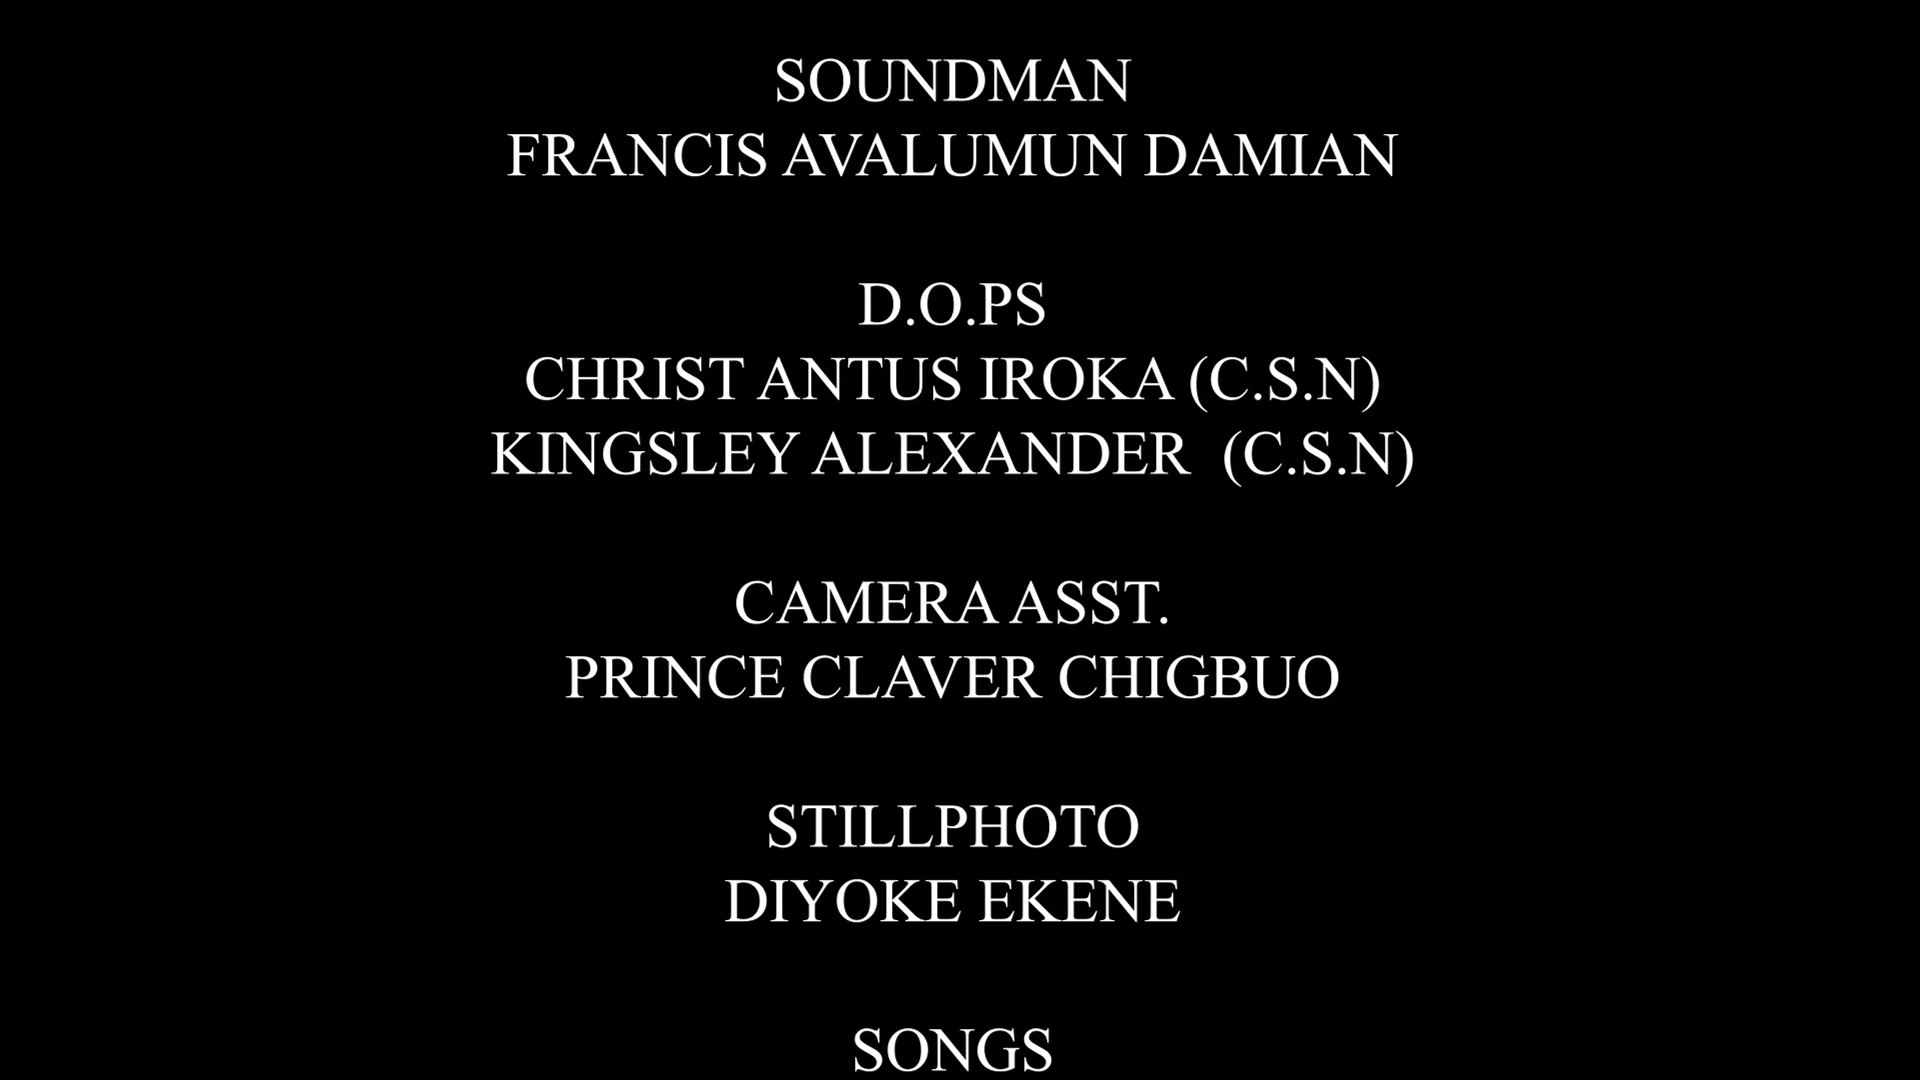 SOUNDMAN
FRANCIS AVALUMUN DAMIAN
D.O.PS
CHRIST ANTUS IROKA (C.S.N)
KINGSLEY ALEXANDER  (C.S.N)
CAMERA ASST.
PRINCE CLAVER CHIGBUO
STILLPHOTO
DIYOKE EKENE
SONGS